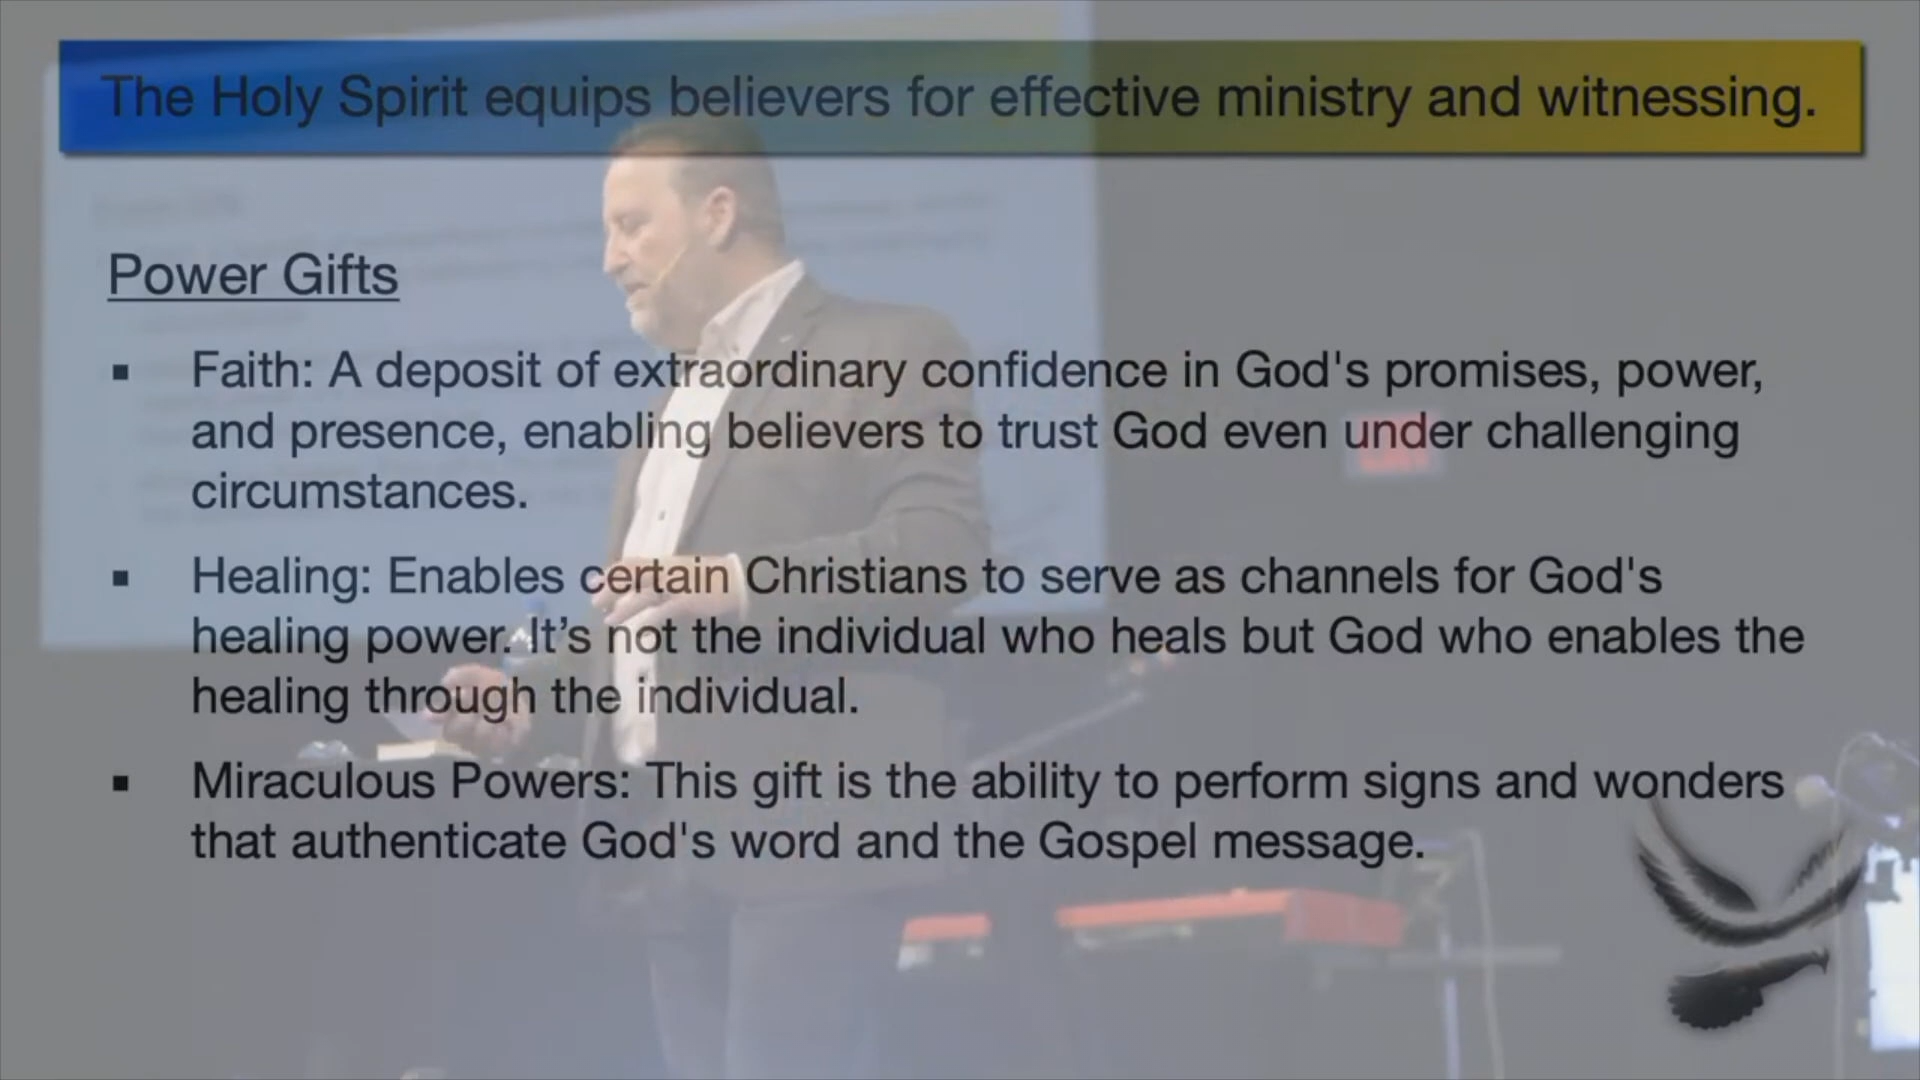 The Holy Spirit equips believers for effective ministry and witnessing.
Power Gifts
▪ Faith: A deposit of extraordinary confidence in God's promises, power,
and presence, enabling believers to trust God even under challenging
circumstances.
▪ Healing: Enables certain Christians to serve as channels for God's
healing power. It’s not the individual who heals but God who enables the
healing through the individual.
▪ Miraculous Powers: This gift is the ability to perform signs and wonders
that authenticate God's word and the Gospel message.